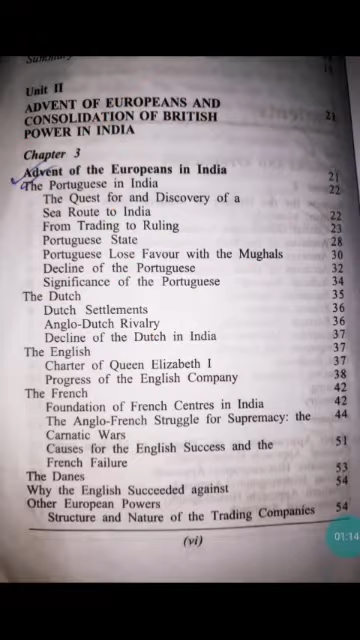 Summary
Unit II
ADVENT OF EUROPEANS AND
CONSOLIDATION OF BRITISH
POWER IN INDIA 21
Chapter 3
Advent of the Europeans in India 21
The Portuguese in India 22
The Quest for and Discovery of a
Sea Route to India 22
From Trading to Ruling 23
Portuguese State 28
Portuguese Lose Favour with the Mughals 30
Decline of the Portuguese 32
Significance of the Portuguese 34
The Dutch 35
Dutch Settlements 36
Anglo-Dutch Rivalry 36
Decline of the Dutch in India 37
The English 37
Charter of Queen Elizabeth I 37
Progress of the English Company 38
The French 42
Foundation of French Centres in India 42
The Anglo-French Struggle for Supremacy: the 44
Carnatic Wars
Causes for the English Success and the 51
French Failure
The Danes 53
Why the English Succeeded against 54
Other European Powers
Structure and Nature of the Trading Companies 54
(vi)
01:14